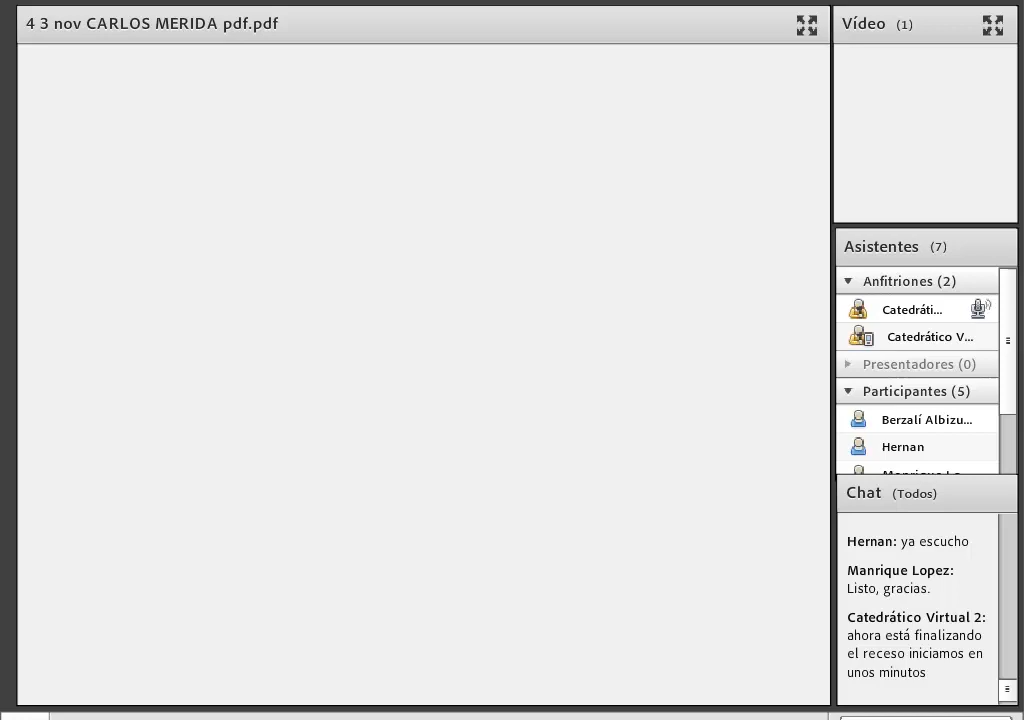 4 3 nov CARLOS MERIDA pdf.pdf
Vídeo (1)
Asistentes (7)
Anfitriones (2)
Catedráti...
Catedrático V...
Presentadores (0)
Participantes (5)
Berzalí Albizu...
Hernan
Chat (Todos)
Hernan: ya escucho
Manrique Lopez:
Listo, gracias.
Catedrático Virtual 2:
ahora está finalizando
el receso iniciamos en
unos minutos